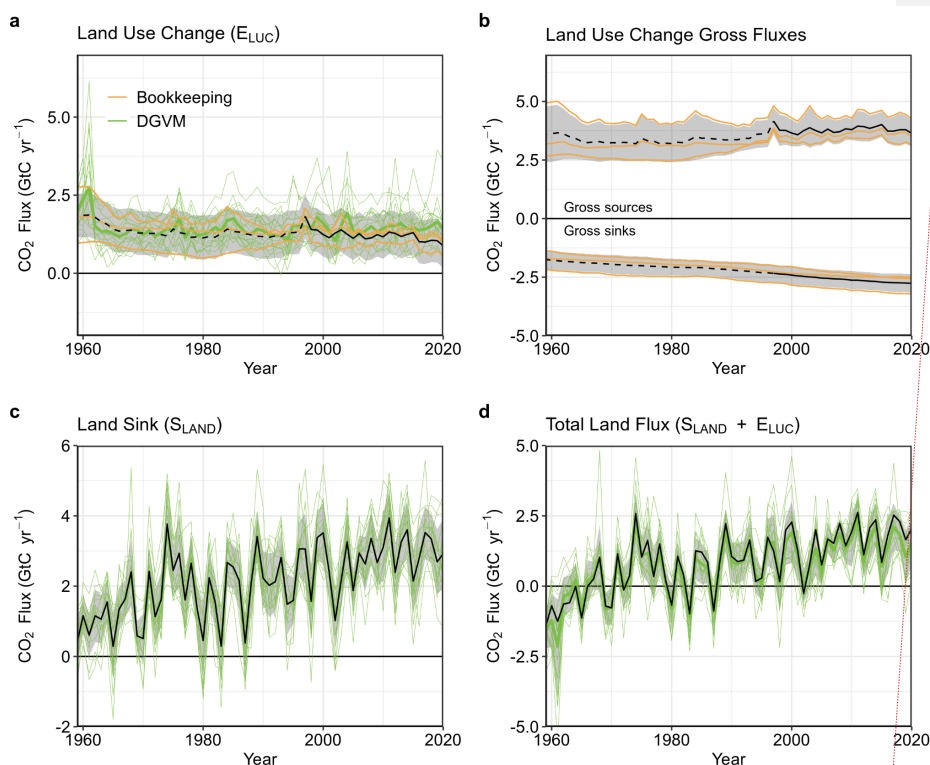 a
Land Use Change (E_LUC)
CO₂ Flux (GtC yr⁻¹)
5.0
2.5
0.0
Bookkeeping
DGVM
1960 1980 2000 2020
Year
b
Land Use Change Gross Fluxes
CO₂ Flux (GtC yr⁻¹)
5.0
2.5
0.0
-2.5
-5.0
Gross sources
Gross sinks
1960 1980 2000 2020
Year
c
Land Sink (S_LAND)
CO₂ Flux (GtC yr⁻¹)
6
4
2
0
-2
1960 1980 2000 2020
Year
d
Total Land Flux (S_LAND + E_LUC)
CO₂ Flux (GtC yr⁻¹)
5.0
2.5
0.0
-2.5
-5.0
1960 1980 2000 2020
Year